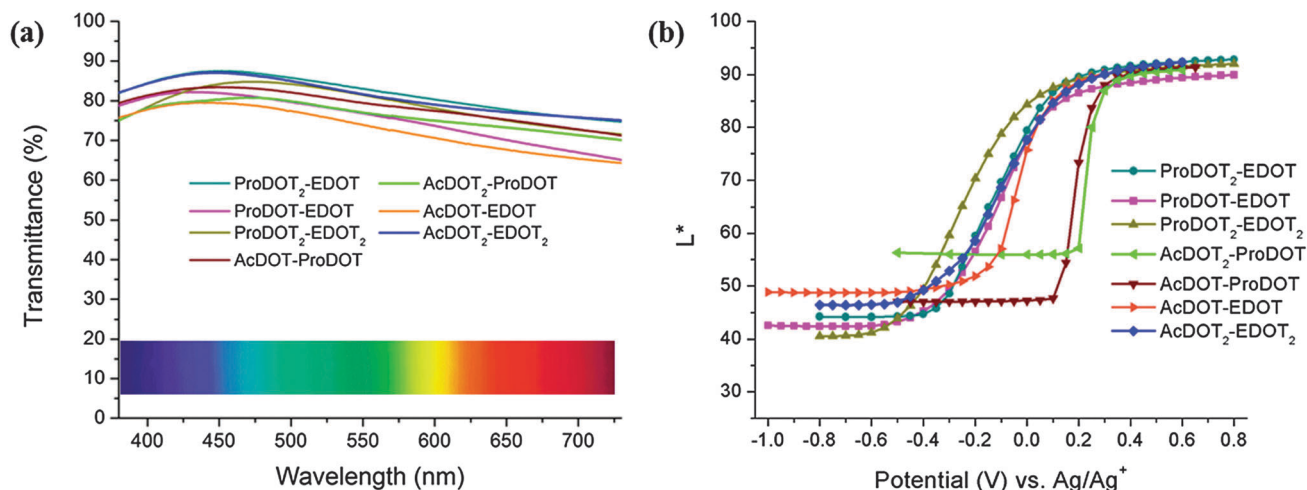 (a)
100
90
80
70
60
50
40
30
20
10
0
Transmittance (%)
ProDOT2-EDOT
ProDOT-EDOT
ProDOT2-EDOT2
AcDOT-ProDOT
AcDOT2-ProDOT
AcDOT-EDOT
AcDOT2-EDOT2
400 450 500 550 600 650 700
Wavelength (nm)
(b)
100
90
80
70
60
50
40
30
L*
ProDOT2-EDOT
ProDOT-EDOT
ProDOT2-EDOT2
AcDOT2-ProDOT
AcDOT-ProDOT
AcDOT-EDOT
AcDOT2-EDOT2
-1.0 -0.8 -0.6 -0.4 -0.2 0.0 0.2 0.4 0.6 0.8
Potential (V) vs. Ag/Ag+